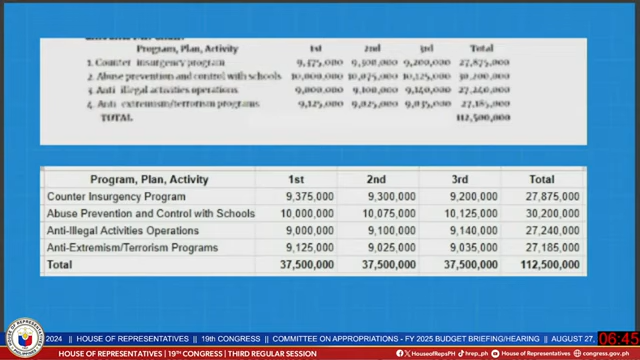 Program, Plan, Activity 1st 2nd 3rd Total
1. Counter insurgency program 9,375,000 9,300,000 9,200,000 27,875,000
2. Abuse prevention and control with schools 10,000,000 10,075,000 10,125,000 30,200,000
3. Anti illegal activities operations 9,000,000 9,100,000 9,140,000 27,240,000
4. Anti extremism/terrorism programs 9,125,000 9,025,000 9,035,000 27,185,000
TOTAL 112,500,000
Program, Plan, Activity 1st 2nd 3rd Total
Counter Insurgency Program 9,375,000 9,300,000 9,200,000 27,875,000
Abuse Prevention and Control with Schools 10,000,000 10,075,000 10,125,000 30,200,000
Anti-Illegal Activities Operations 9,000,000 9,100,000 9,140,000 27,240,000
Anti-Extremism/Terrorism Programs 9,125,000 9,025,000 9,035,000 27,185,000
Total 37,500,000 37,500,000 37,500,000 112,500,000
2024 || HOUSE OF REPRESENTATIVES || 19th CONGRESS || COMMITTEE ON APPROPRIATIONS - FY 2025 BUDGET BRIEFING/HEARING || AUGUST 27, 06:45
HOUSE OF REPRESENTATIVES | 19TH CONGRESS | THIRD REGULAR SESSION HouseofRepsPH hrep_ph House of Representatives congress.gov.ph